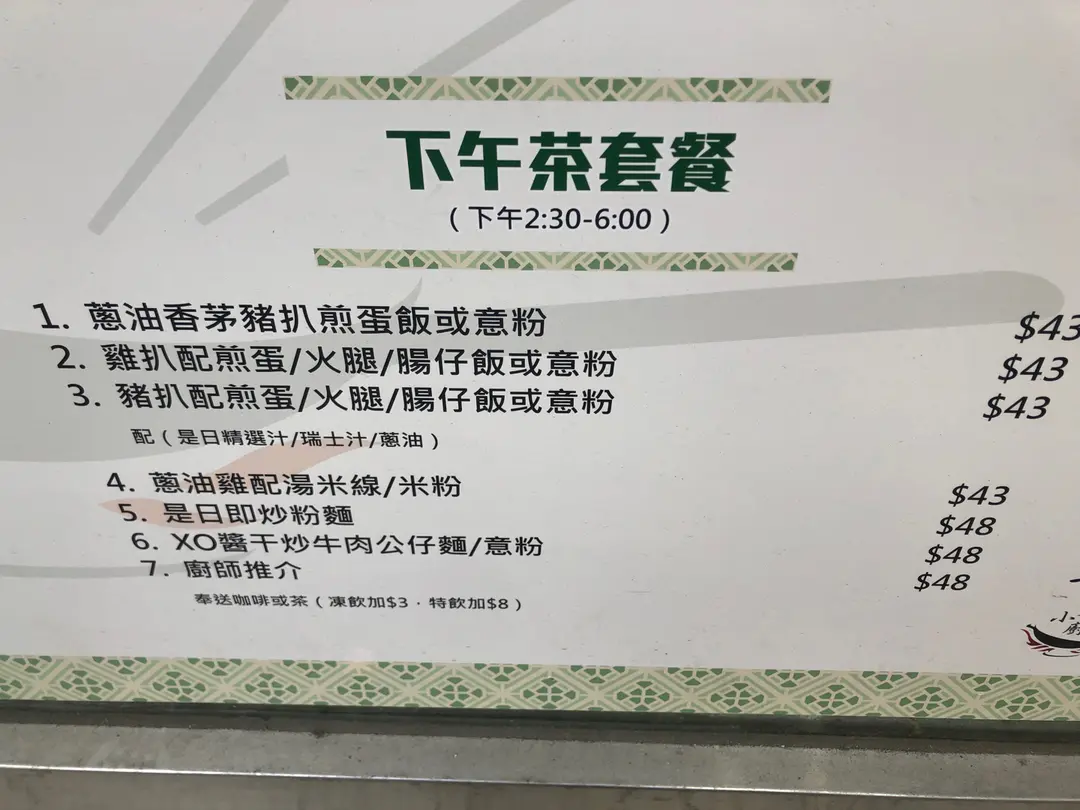 下午茶套餐
（下午2:30-6:00）
1. 蔥油香茅豬扒煎蛋飯或意粉 $43
2. 雞扒配煎蛋/火腿/腸仔飯或意粉 $43
3. 豬扒配煎蛋/火腿/腸仔飯或意粉 $43
配（是日精選汁/瑞士汁/蔥油）
4. 蔥油雞配湯米線/米粉 $43
5. 是日即炒粉麵 $48
6. XO醬干炒牛肉公仔麵/意粉 $48
7. 廚師推介 $48
奉送咖啡或茶（凍飲加$3．特飲加$8）
小